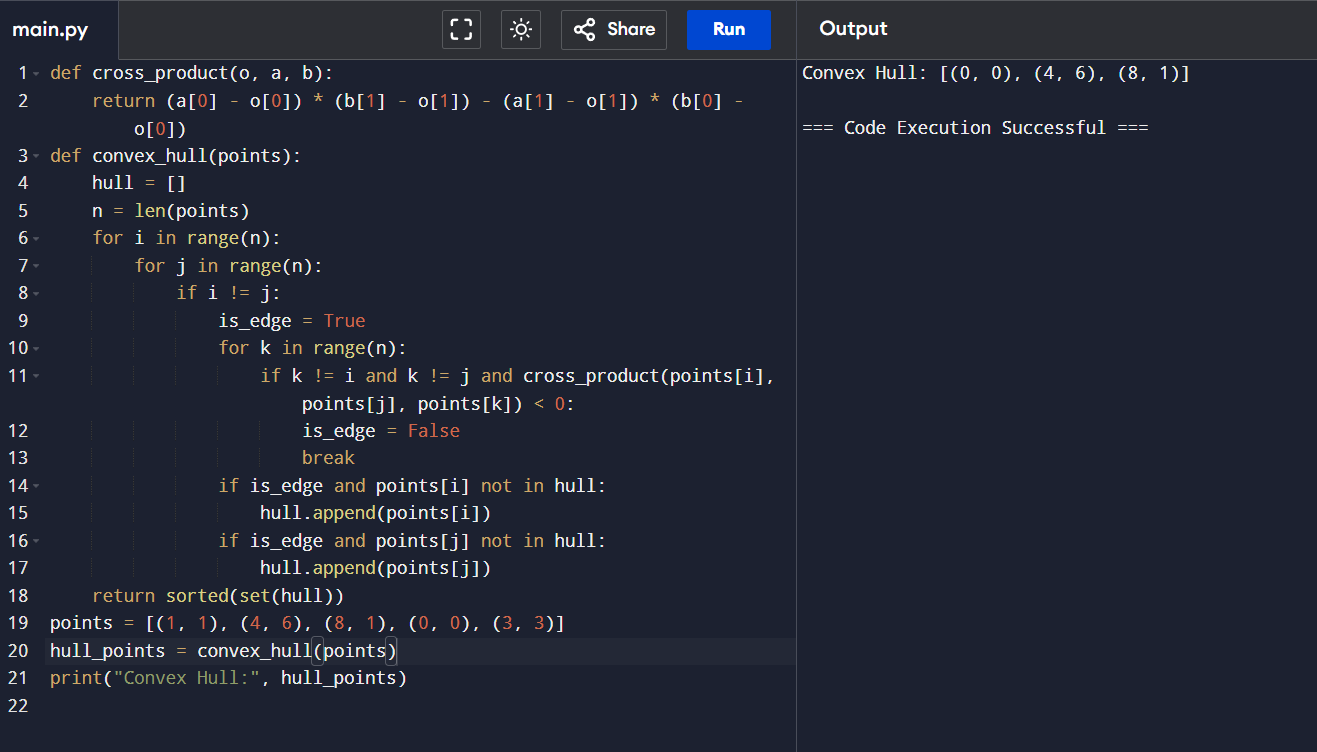 main.py
Share
Run
Output
1 def cross_product(o, a, b):
2 return (a[0] - o[0]) * (b[1] - o[1]) - (a[1] - o[1]) * (b[0] -
o[0])
3 def convex_hull(points):
4 hull = []
5 n = len(points)
6 for i in range(n):
7 for j in range(n):
8 if i != j:
9 is_edge = True
10 for k in range(n):
11 if k != i and k != j and cross_product(points[i],
points[j], points[k]) < 0:
12 is_edge = False
13 break
14 if is_edge and points[i] not in hull:
15 hull.append(points[i])
16 if is_edge and points[j] not in hull:
17 hull.append(points[j])
18 return sorted(set(hull))
19 points = [(1, 1), (4, 6), (8, 1), (0, 0), (3, 3)]
20 hull_points = convex_hull(points)
21 print("Convex Hull:", hull_points)
22
Convex Hull: [(0, 0), (4, 6), (8, 1)]
=== Code Execution Successful ===